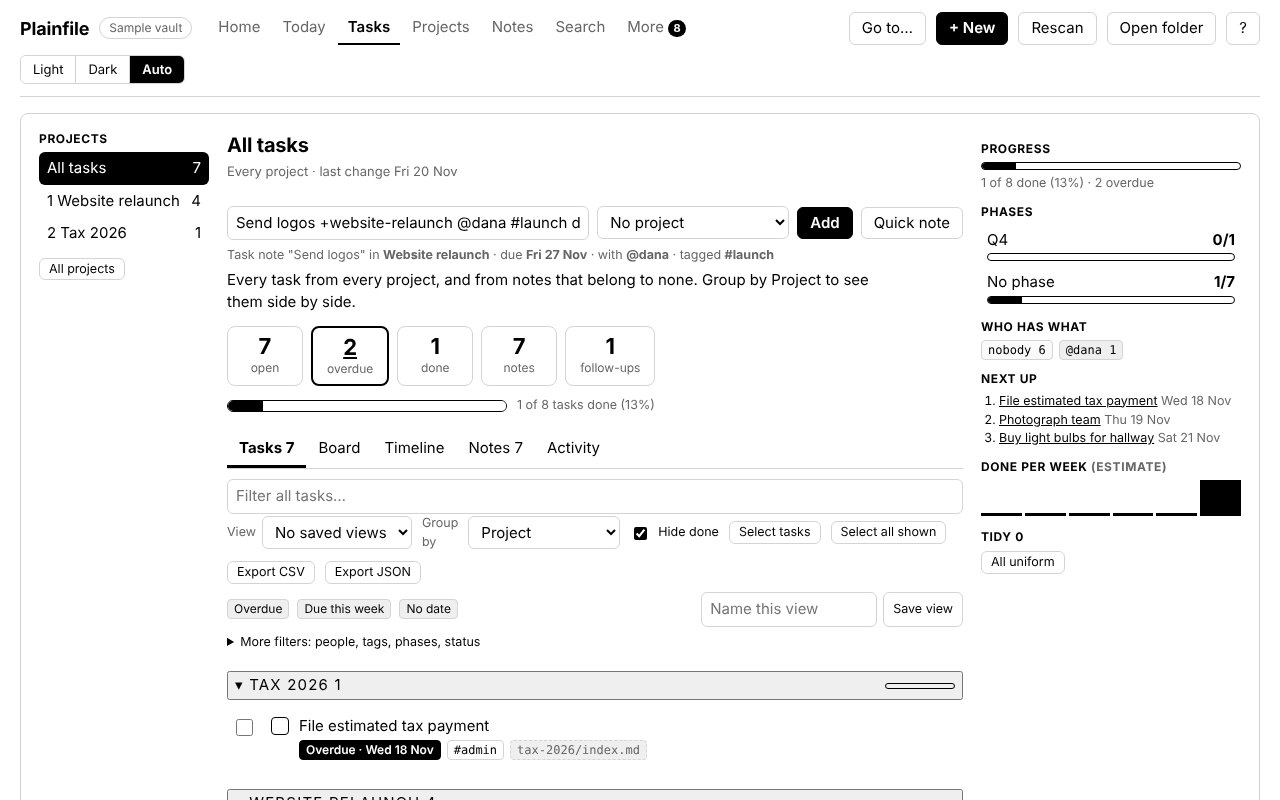 Plainfile Sample vault Home Today Tasks Projects Notes Search More 8 Go to... + New Rescan Open folder ?
Light Dark Auto
PROJECTS
All tasks 7
1 Website relaunch 4
2 Tax 2026 1
All projects
All tasks
Every project · last change Fri 20 Nov
Send logos +website-relaunch @dana #launch d No project Add Quick note
Task note "Send logos" in Website relaunch · due Fri 27 Nov · with @dana · tagged #launch
Every task from every project, and from notes that belong to none. Group by Project to see
them side by side.
7 open
2 overdue
1 done
7 notes
1 follow-ups
1 of 8 tasks done (13%)
Tasks 7 Board Timeline Notes 7 Activity
Filter all tasks...
View No saved views Group by Project Hide done Select tasks Select all shown
Export CSV Export JSON
Overdue Due this week No date Name this view Save view
More filters: people, tags, phases, status
TAX 2026 1
File estimated tax payment
Overdue · Wed 18 Nov #admin tax-2026/index.md
WEBSITE RELAUNCH 4
PROGRESS
1 of 8 done (13%) · 2 overdue
PHASES
Q4 0/1
No phase 1/7
WHO HAS WHAT
nobody 6 @dana 1
NEXT UP
1. File estimated tax payment Wed 18 Nov
2. Photograph team Thu 19 Nov
3. Buy light bulbs for hallway Sat 21 Nov
DONE PER WEEK (ESTIMATE)
TIDY 0
All uniform